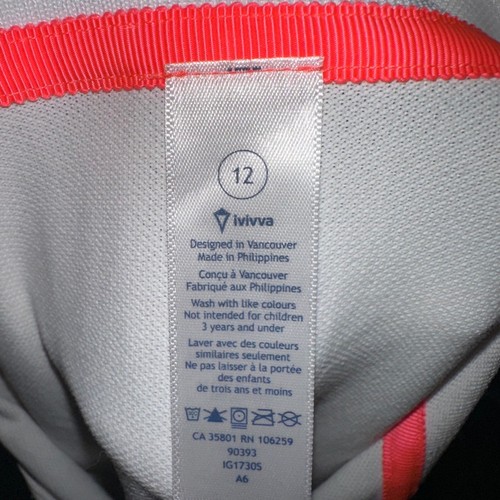 12
ivivva
Designed in Vancouver
Made in Philippines
Conçu à Vancouver
Fabriqué aux Philippines
Wash with like colours
Not intended for children
3 years and under
Laver avec des couleurs
similaires seulement
Ne pas laisser à la portée
des enfants
de trois ans et moins
CA 35801 RN 106259
90393
IG1730S
A6